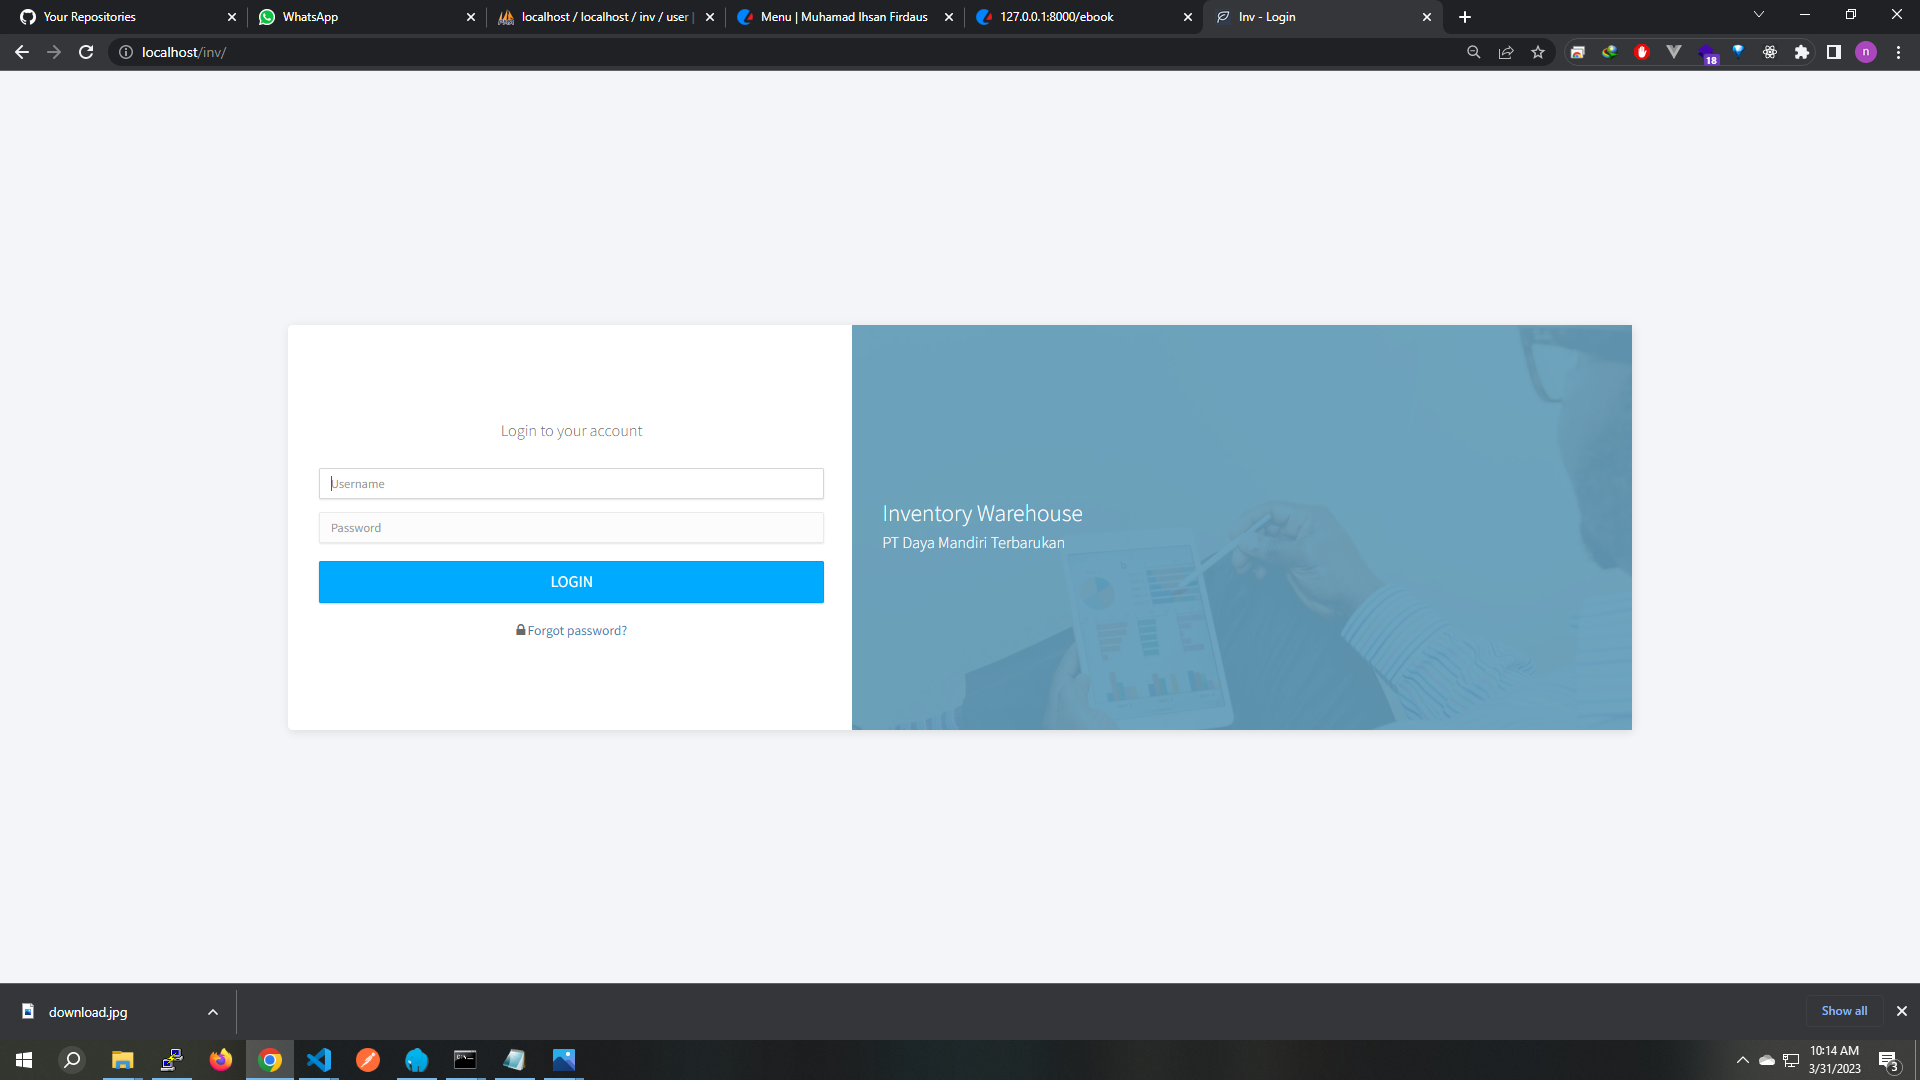 Your Repositories
WhatsApp
localhost / localhost / inv / user |
Menu | Muhamad Ihsan Firdaus
127.0.0.1:8000/ebook
Inv - Login
localhost/inv/
18
n
Login to your account
Username
Password
LOGIN
Forgot password?
Inventory Warehouse
PT Daya Mandiri Terbarukan
download.jpg
Show all
10:14 AM
3/31/2023
3